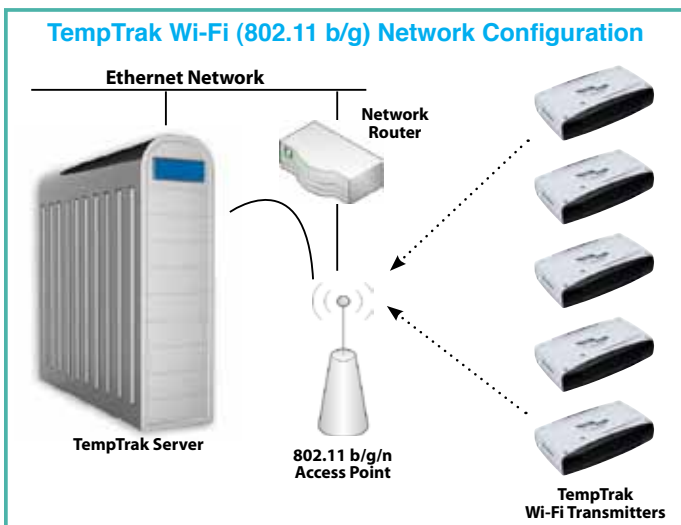 TempTrak Wi-Fi (802.11 b/g) Network Configuration
Ethernet Network
Network
Router
TempTrak Server
802.11 b/g/n
Access Point
TempTrak
Wi-Fi Transmitters